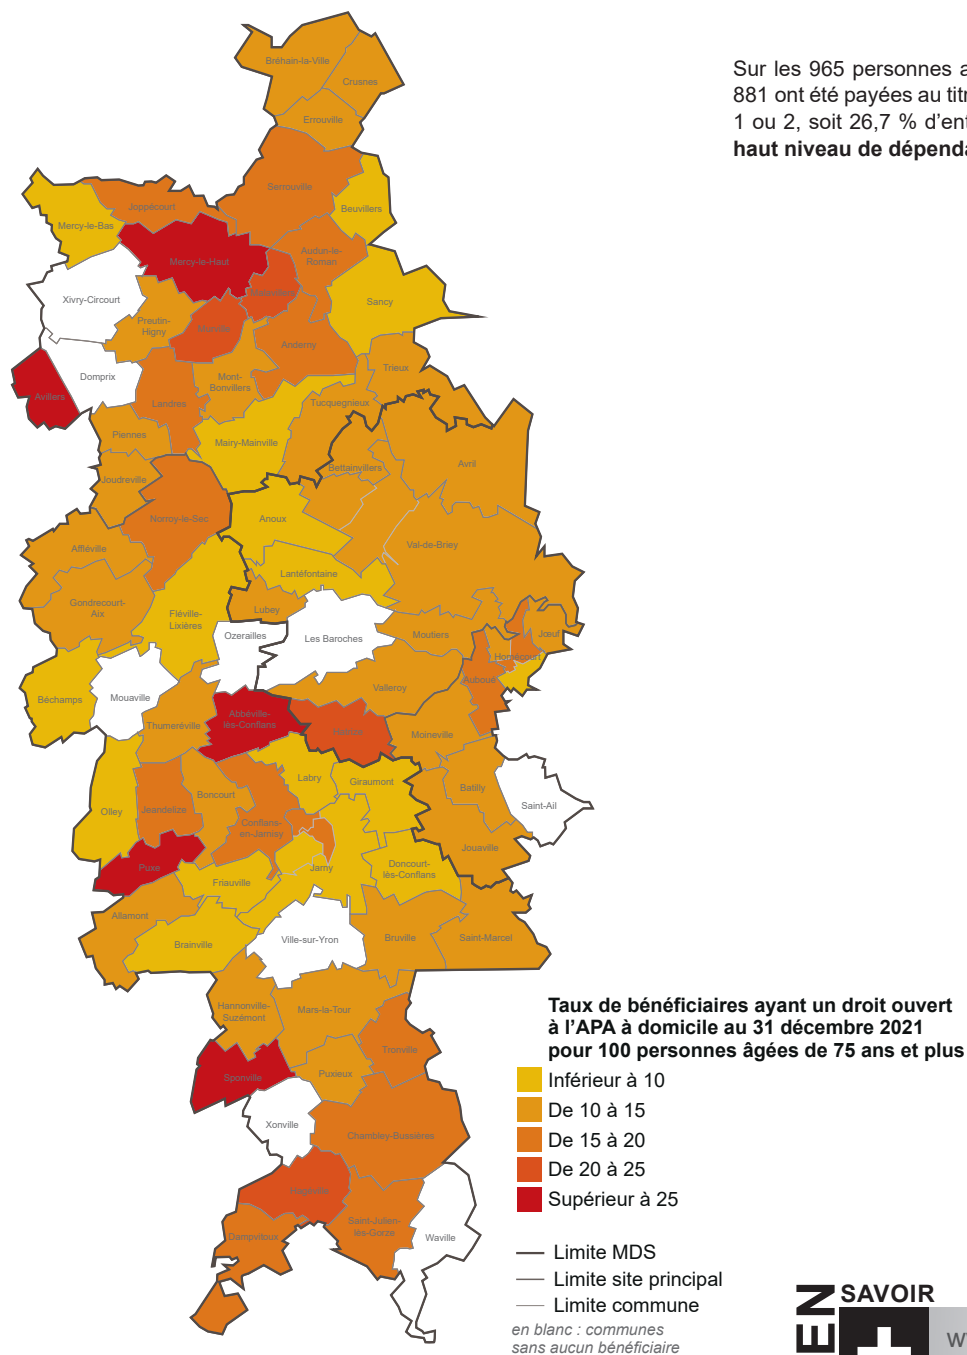 Sur les 965 personnes a
881 ont été payées au titr
1 ou 2, soit 26,7 % d'ent
haut niveau de dépenda
Bréhain-la-Ville
Crusnes
Errouville
Serrouville
Beuvillers
Joppécourt
Mercy-le-Bas
Mercy-le-Haut
Audun-le-
Roman
Xivry-Circourt
Sancy
Preutin-
Higny
Anderny
Trieux
Domprix
Mont-
Bonvillers
Avillers
Landres
Tucquegnieux
Piennes
Mairy-Mainville
Bettainvillers
Avril
Joudreville
Norroy-le-Sec
Anoux
Affléville
Val-de-Briey
Lantéfontaine
Gondrecourt-
Aix
Fléville-
Lixières
Lubey
Ozerailles
Les Baroches
Moutiers
Jœuf
Homécourt
Auboué
Valleroy
Béchamps
Mouaville
Abbéville-
lès-Conflans
Thumeréville
Hatrize
Moineville
Labry
Giraumont
Batilly
Olley
Jeandelize
Boncourt
Saint-Ail
Conflans-
en-Jarnisy
Jouaville
Puxe
Jarny
Doncourt-
lès-Conflans
Friauville
Allamont
Brainville
Ville-sur-Yron
Bruville
Saint-Marcel
Hannonville-
Suzémont
Mars-la-Tour
Tronville
Sponville
Puxieux
Xonville
Chambley-Bussières
Hagéville
Saint-Julien-
lès-Gorze
Dampvitoux
Waville
Taux de bénéficiaires ayant un droit ouvert
à l'APA à domicile au 31 décembre 2021
pour 100 personnes âgées de 75 ans et plus
Inférieur à 10
De 10 à 15
De 15 à 20
De 20 à 25
Supérieur à 25
Limite MDS
Limite site principal
Limite commune
en blanc : communes
sans aucun bénéficiaire
EN
SAVOIR
+
w